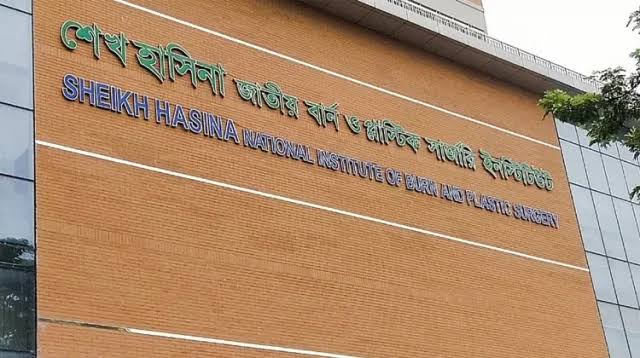 শেখ হাসিনা জাতীয় বার্ন ও প্লাস্টিক সার্জারি ইনস্টিটিউট
SHEIKH HASINA NATIONAL INSTITUTE OF BURN AND PLASTIC SURGERY